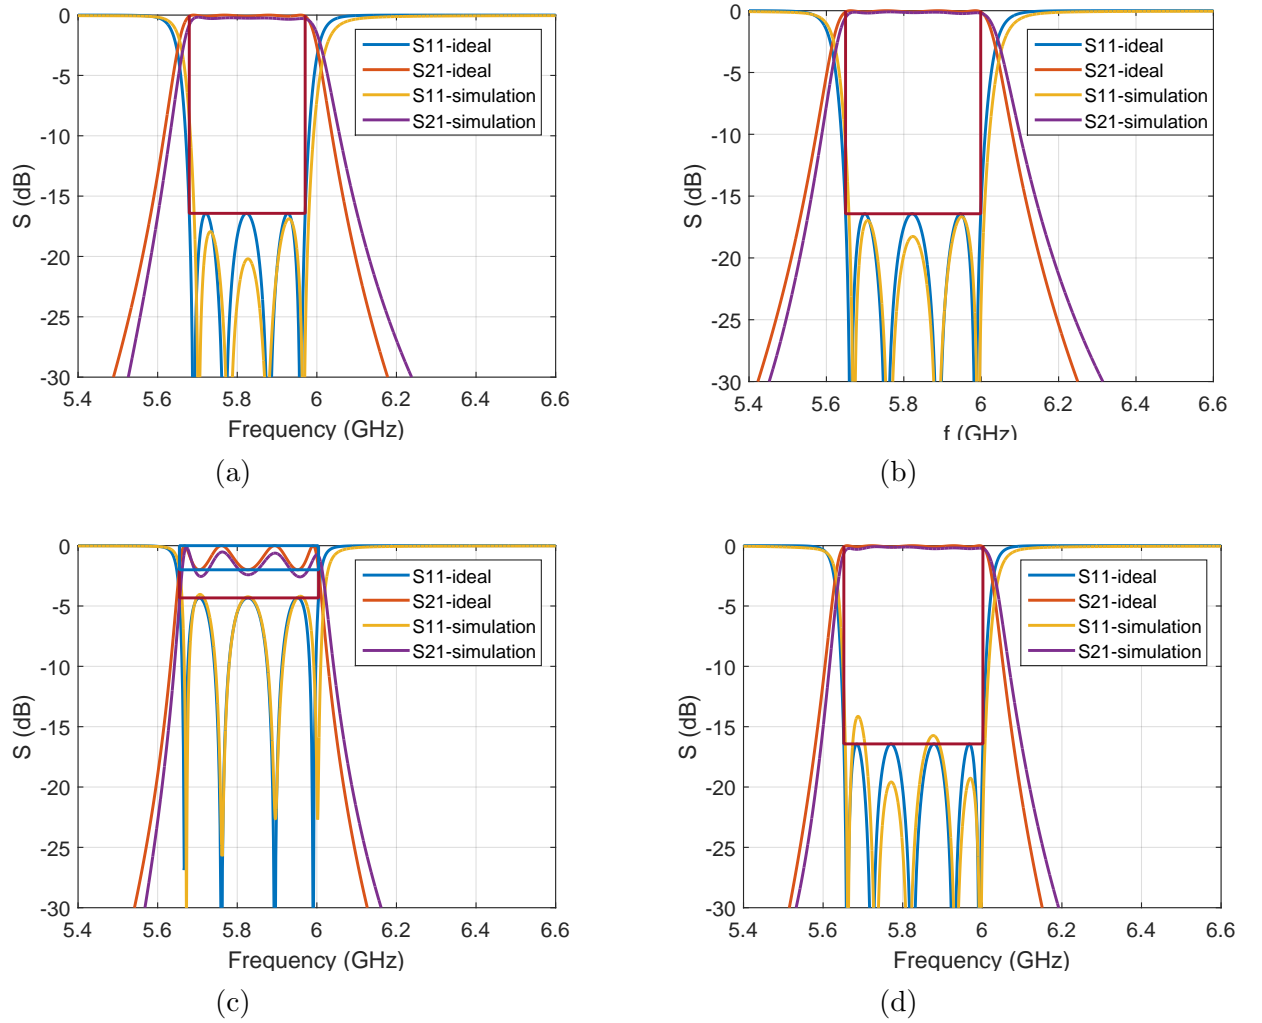 0
-5
-10
-15
-20
-25
-30
S (dB)
5.4 5.6 5.8 6 6.2 6.4 6.6
Frequency (GHz)
S11-ideal
S21-ideal
S11-simulation
S21-simulation
(a)
0
-5
-10
-15
-20
-25
-30
S (dB)
5.4 5.6 5.8 6 6.2 6.4 6.6
f (GHz)
S11-ideal
S21-ideal
S11-simulation
S21-simulation
(b)
0
-5
-10
-15
-20
-25
-30
S (dB)
5.4 5.6 5.8 6 6.2 6.4 6.6
Frequency (GHz)
S11-ideal
S21-ideal
S11-simulation
S21-simulation
(c)
0
-5
-10
-15
-20
-25
-30
S (dB)
5.4 5.6 5.8 6 6.2 6.4 6.6
Frequency (GHz)
S11-ideal
S21-ideal
S11-simulation
S21-simulation
(d)